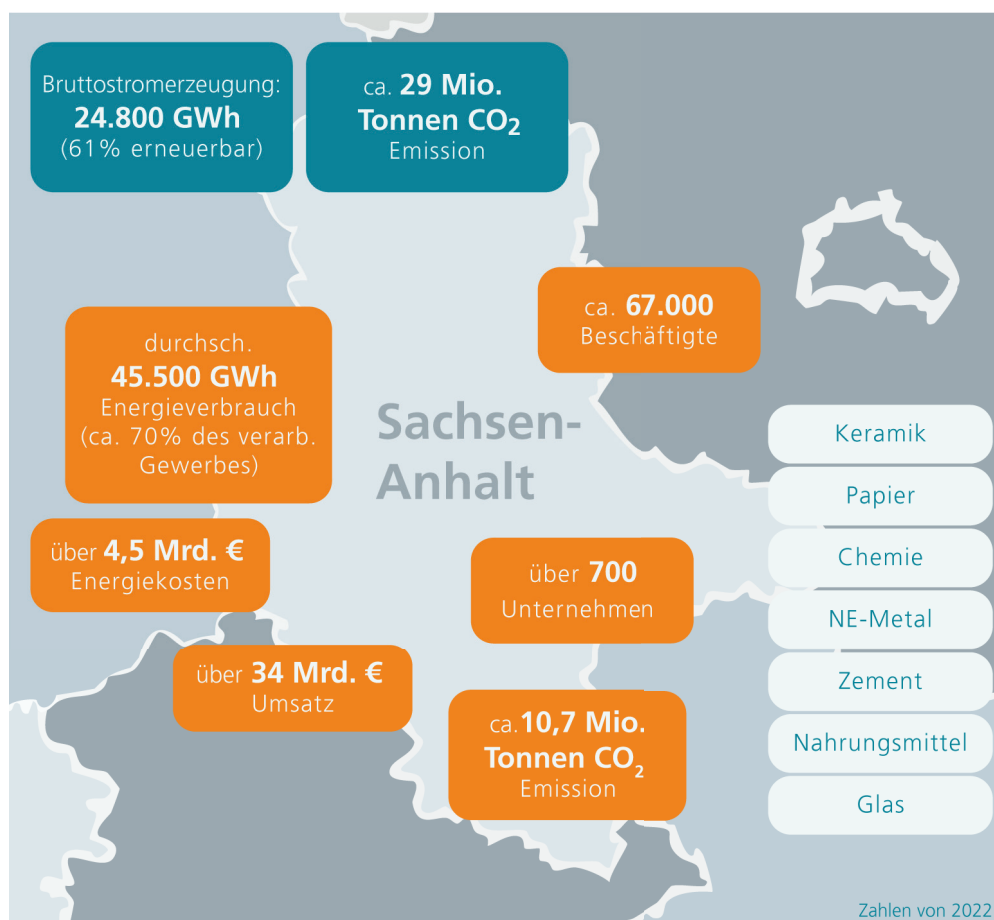 Bruttostromerzeugung:
24.800 GWh
(61% erneuerbar)
ca. 29 Mio.
Tonnen CO₂
Emission
ca. 67.000
Beschäftigte
durchsch.
45.500 GWh
Energieverbrauch
(ca. 70% des verarb.
Gewerbes)
Sachsen-
Anhalt
über 4,5 Mrd. €
Energiekosten
über 700
Unternehmen
über 34 Mrd. €
Umsatz
ca. 10,7 Mio.
Tonnen CO₂
Emission
Keramik
Papier
Chemie
NE-Metal
Zement
Nahrungsmittel
Glas
Zahlen von 2022